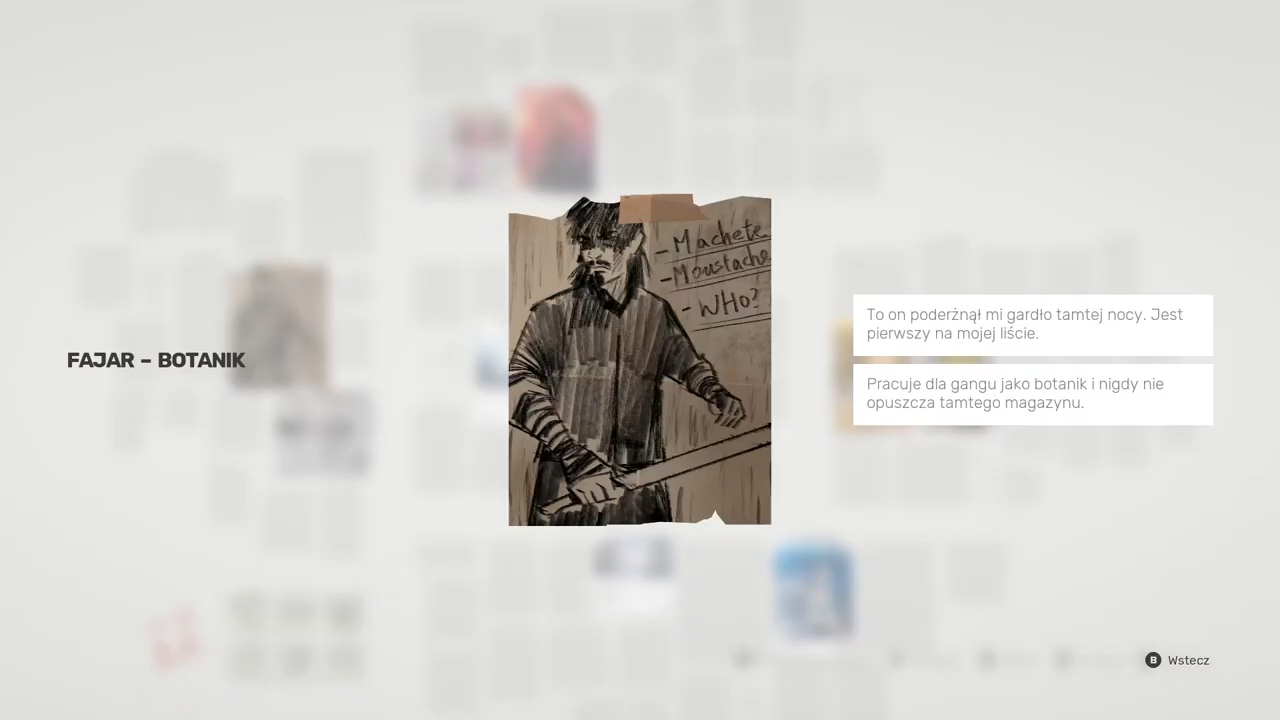 -Machete
-Moustache
- WHO?
To on poderżnął mi gardło tamtej nocy. Jest
pierwszy na mojej liście.
FAJAR – BOTANIK
Pracuje dla gangu jako botanik i nigdy nie
opuszcza tamtego magazynu.
B Wstecz